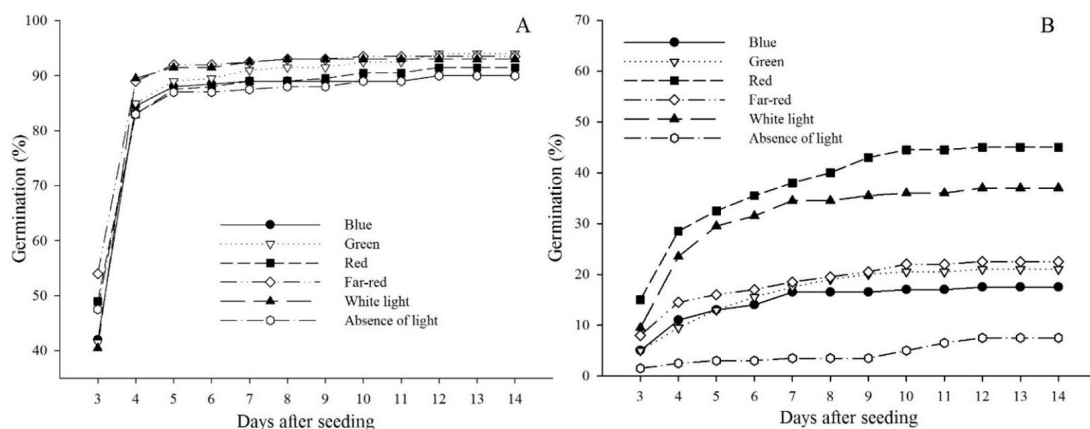 A
100
90
80
70
60
50
40
Germination (%)
Blue
Green
Red
Far-red
White light
Absence of light
3 4 5 6 7 8 9 10 11 12 13 14
Days after seeding
B
70
60
50
40
30
20
10
0
Germination (%)
Blue
Green
Red
Far-red
White light
Absence of light
3 4 5 6 7 8 9 10 11 12 13 14
Days after seeding